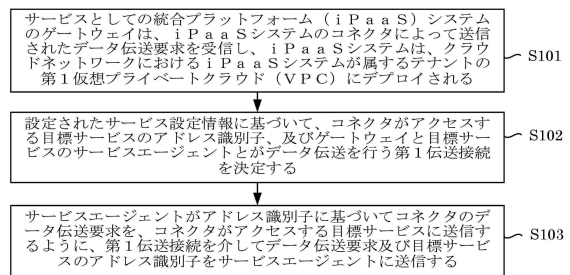 サービスとしての統合プラットフォーム（ｉＰａａＳ）システム
のゲートウェイは、ｉＰａａＳシステムのコネクタによって送信
されたデータ伝送要求を受信し、ｉＰａａＳシステムは、クラウ
ドネットワークにおけるｉＰａａＳシステムが属するテナントの
第１仮想プライベートクラウド（ＶＰＣ）にデプロイされる
S101
設定されたサービス設定情報に基づいて、コネクタがアクセスす
る目標サービスのアドレス識別子、及びゲートウェイと目標サー
ビスのサービスエージェントとがデータ伝送を行う第１伝送接続
を決定する
S102
サービスエージェントがアドレス識別子に基づいてコネクタのデ
ータ伝送要求を、コネクタがアクセスする目標サービスに送信す
るように、第１伝送接続を介してデータ伝送要求及び目標サービ
スのアドレス識別子をサービスエージェントに送信する
S103